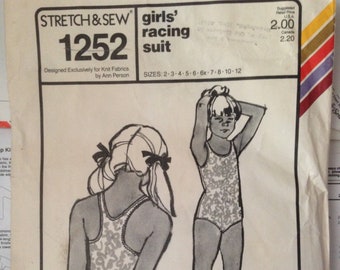 STRETCH & SEW
1252
Designed Exclusively for Knit Fabrics
by Ann Person
girls'
racing
suit
SIZES: 2-3-4-5-6-6x-7-8-10-12
Suggested
Retail Price
U.S.A.
2.00
Canada
2.20